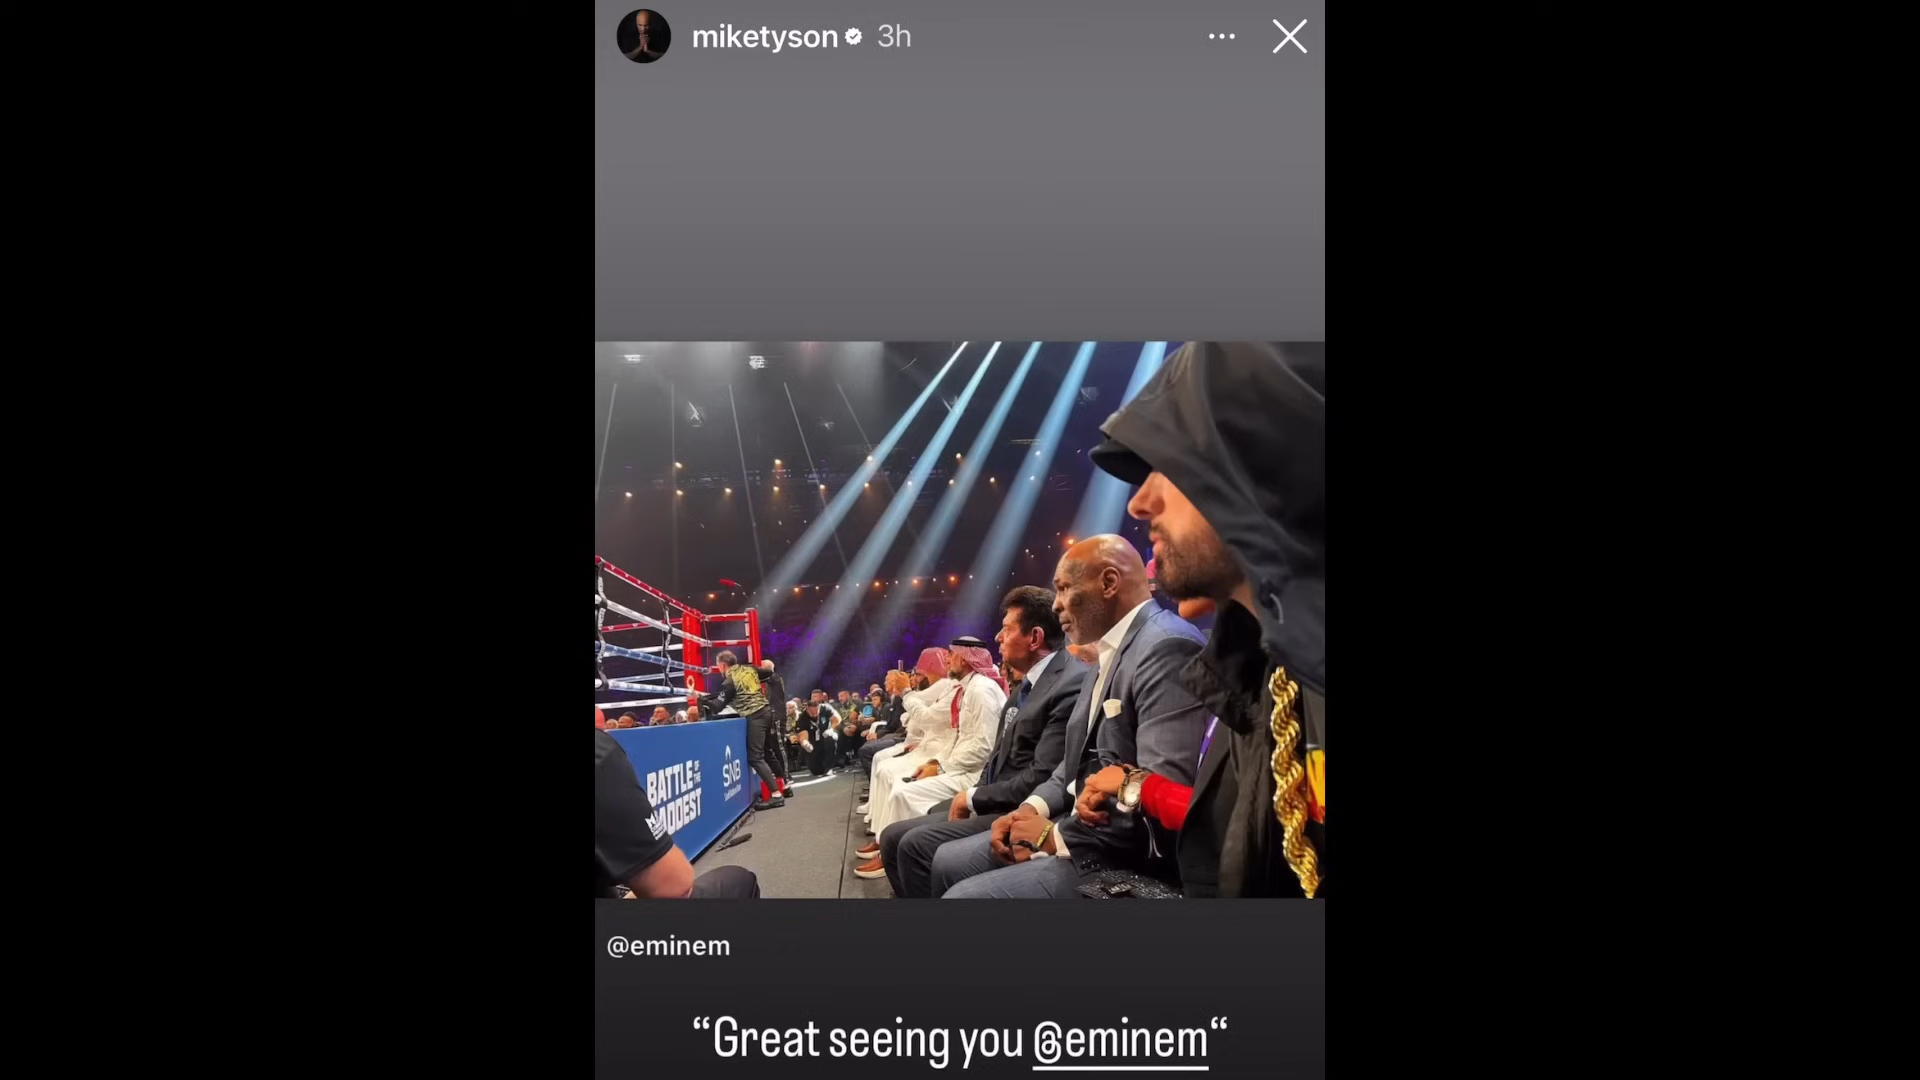 miketyson 3h
BATTLE OF THE
BADDEST
SNB
@eminem
“Great seeing you @eminem“